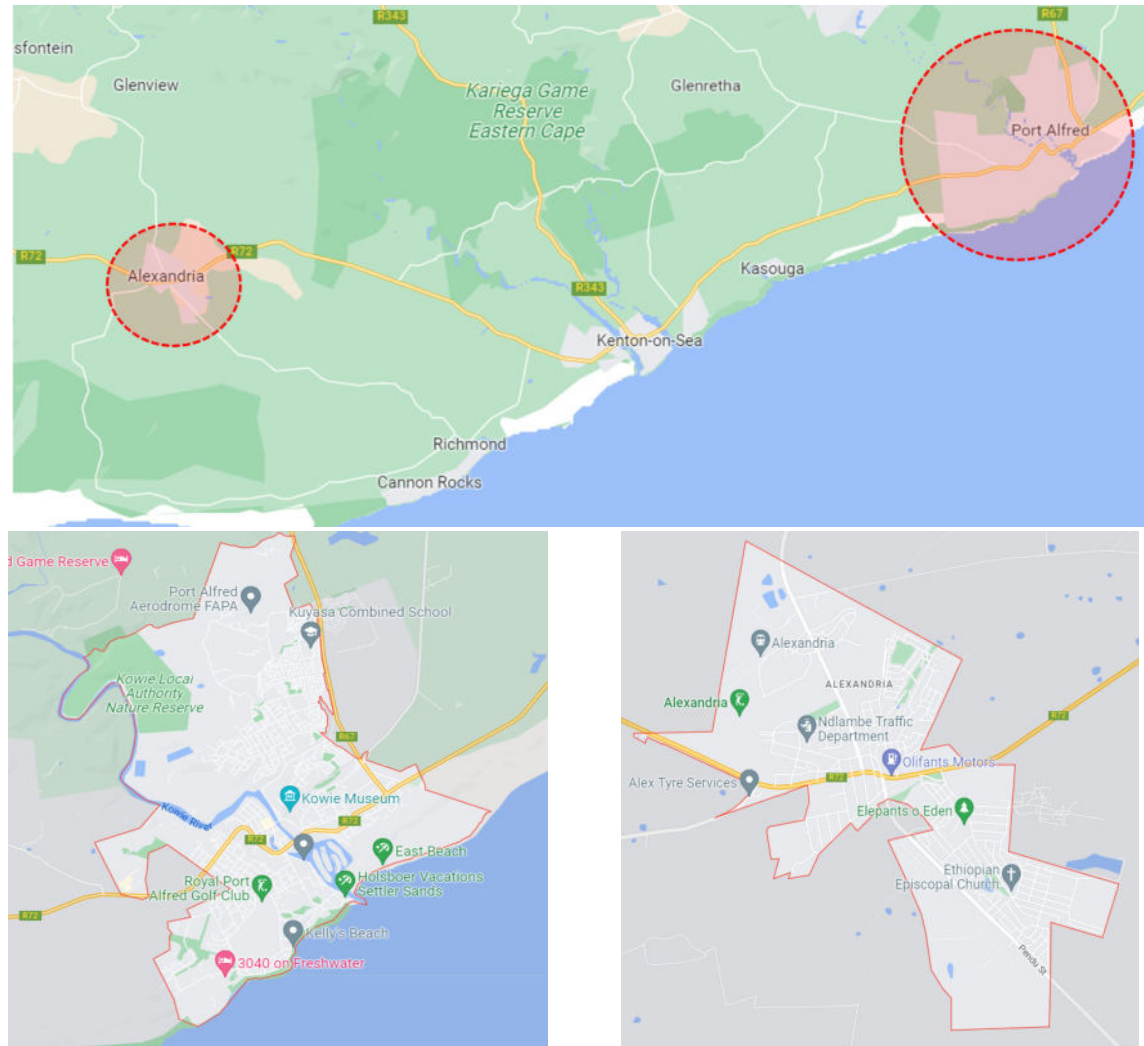 R343
R67
sfontein
Glenview
Kariega Game
Reserve
Eastern Cape
Glenretha
Port Alfred
R72
R72
Alexandria
Kasouga
R343
Kenton-on-Sea
Richmond
Cannon Rocks
d Game Reserve
Port Alfred
Aerodrome FAPA
Kuyasa Combined School
Kowie Local
Authority
Nature Reserve
R67
Kowie Museum
Kowie River
R72
R72
East Beach
Royal Port
Alfred Golf Club
Holsboer Vacations
Settler Sands
R72
Kelly's Beach
3040 on Freshwater
Alexandria
ALEXANDRIA
Alexandria
Ndlambe Traffic
Department
R72
Olifants Motors
Alex Tyre Services
R72
Elepants o Eden
Ethiopian
Episcopal Church
Pendu St